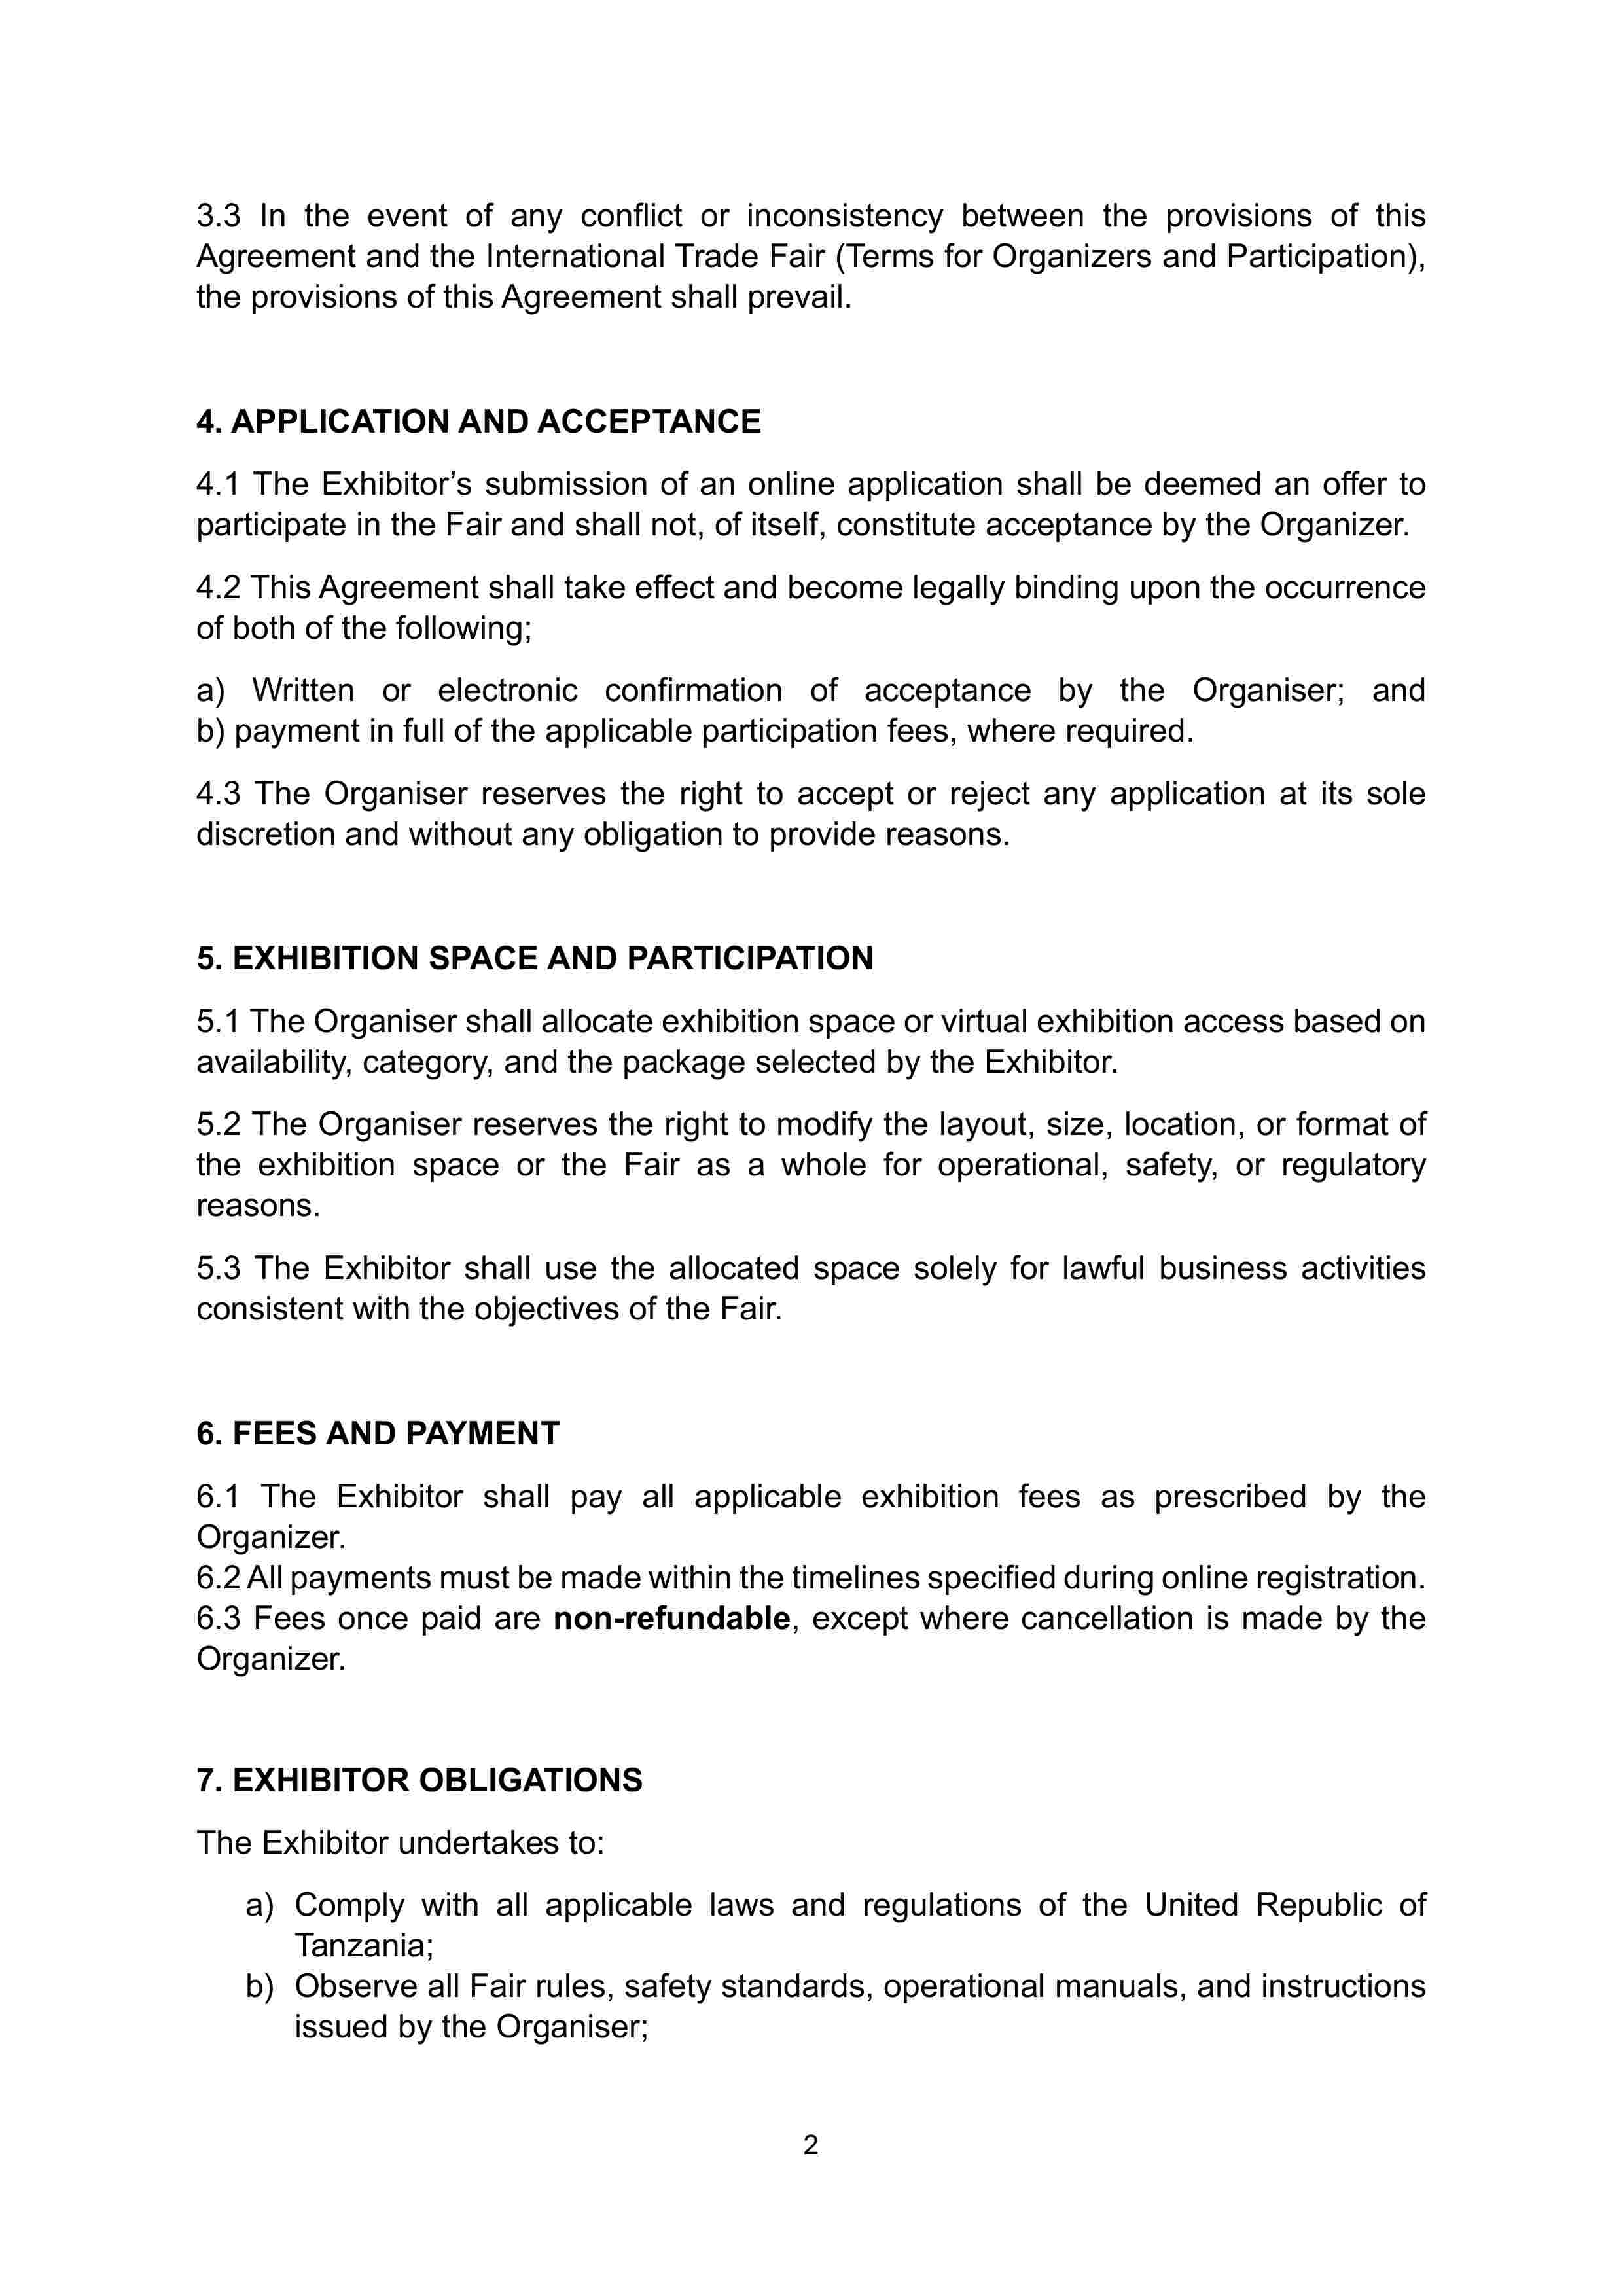 3.3 In the event of any conflict or inconsistency between the provisions of this
Agreement and the International Trade Fair (Terms for Organizers and Participation),
the provisions of this Agreement shall prevail.
4. APPLICATION AND ACCEPTANCE
4.1 The Exhibitor’s submission of an online application shall be deemed an offer to
participate in the Fair and shall not, of itself, constitute acceptance by the Organizer.
4.2 This Agreement shall take effect and become legally binding upon the occurrence
of both of the following;
a) Written or electronic confirmation of acceptance by the Organiser; and
b) payment in full of the applicable participation fees, where required.
4.3 The Organiser reserves the right to accept or reject any application at its sole
discretion and without any obligation to provide reasons.
5. EXHIBITION SPACE AND PARTICIPATION
5.1 The Organiser shall allocate exhibition space or virtual exhibition access based on
availability, category, and the package selected by the Exhibitor.
5.2 The Organiser reserves the right to modify the layout, size, location, or format of
the exhibition space or the Fair as a whole for operational, safety, or regulatory
reasons.
5.3 The Exhibitor shall use the allocated space solely for lawful business activities
consistent with the objectives of the Fair.
6. FEES AND PAYMENT
6.1 The Exhibitor shall pay all applicable exhibition fees as prescribed by the
Organizer.
6.2 All payments must be made within the timelines specified during online registration.
6.3 Fees once paid are non-refundable, except where cancellation is made by the
Organizer.
7. EXHIBITOR OBLIGATIONS
The Exhibitor undertakes to:
a) Comply with all applicable laws and regulations of the United Republic of
Tanzania;
b) Observe all Fair rules, safety standards, operational manuals, and instructions
issued by the Organiser;
2